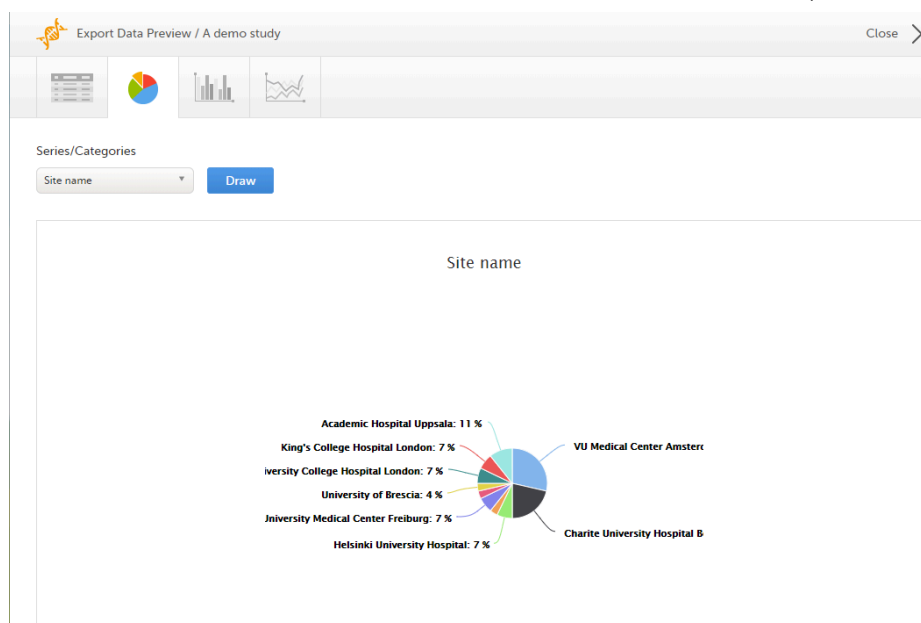 Export Data Preview / A demo study
Close
Series/Categories
Site name
Draw
Site name
Academic Hospital Uppsala: 11 %
King's College Hospital London: 7 %
VU Medical Center Amster
iversity College Hospital London: 7 %
University of Brescia: 4 %
University Medical Center Freiburg: 7 %
Charite University Hospital B
Helsinki University Hospital: 7 %